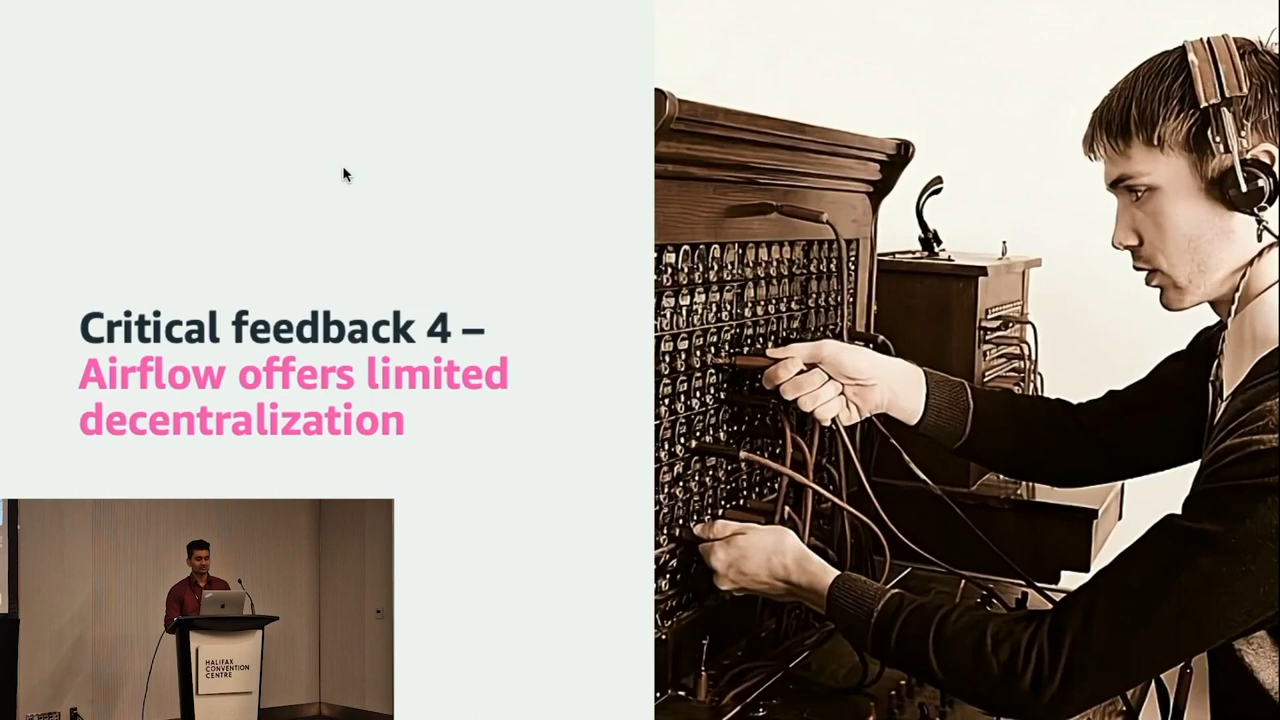 Critical feedback 4 –
Airflow offers limited
decentralization
HALIFAX
CONVENTION
CENTRE